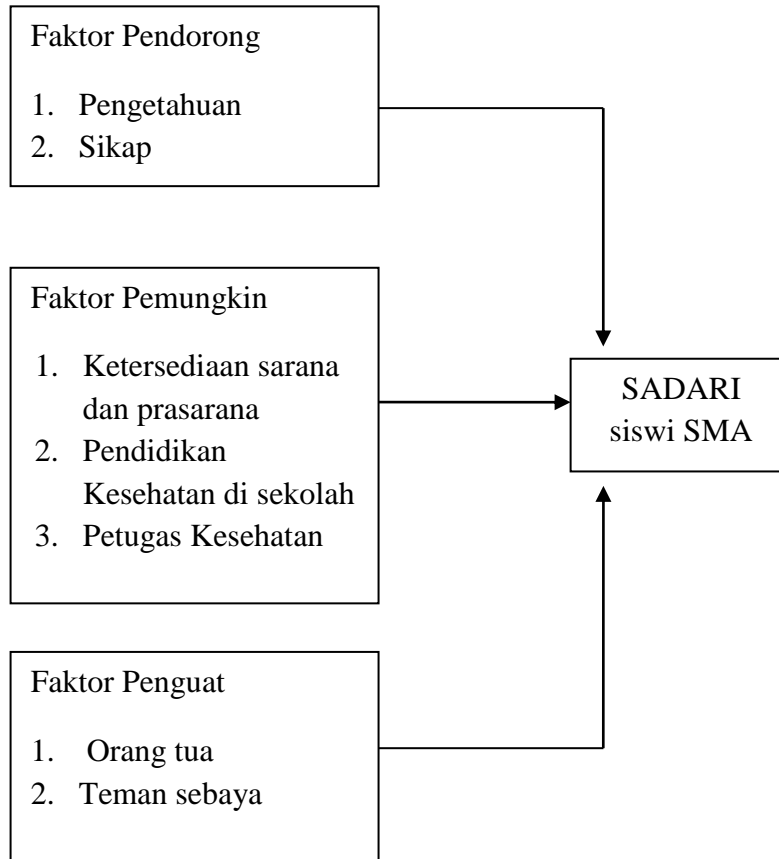 Faktor Pendorong
1. Pengetahuan
2. Sikap
Faktor Pemungkin
1. Ketersediaan sarana
dan prasarana
2. Pendidikan
Kesehatan di sekolah
3. Petugas Kesehatan
SADARI
siswi SMA
Faktor Penguat
1. Orang tua
2. Teman sebaya